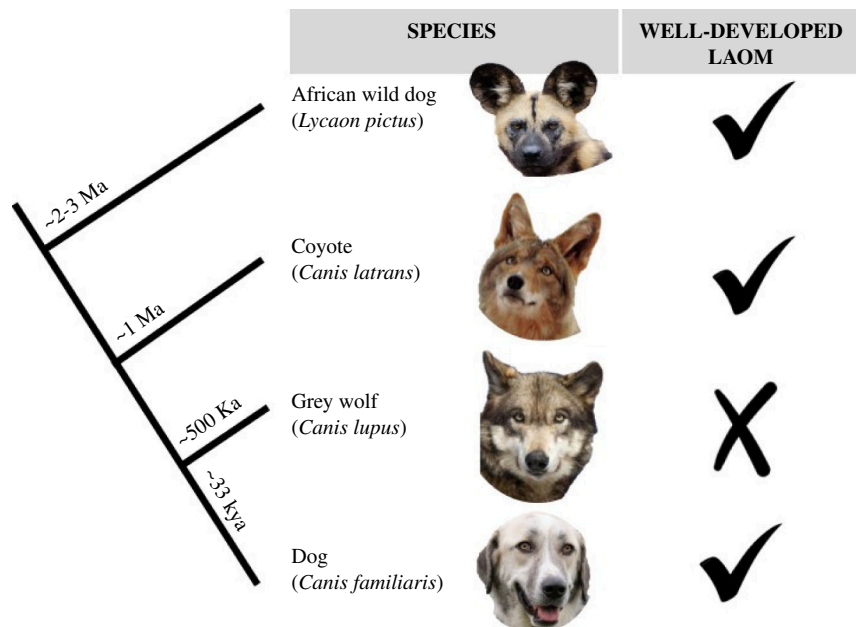 SPECIES
WELL-DEVELOPED
LAOM
African wild dog
(Lycaon pictus)
~2-3 Ma
Coyote
(Canis latrans)
~1 Ma
Grey wolf
(Canis lupus)
~500 Ka
~33 kya
Dog
(Canis familiaris)